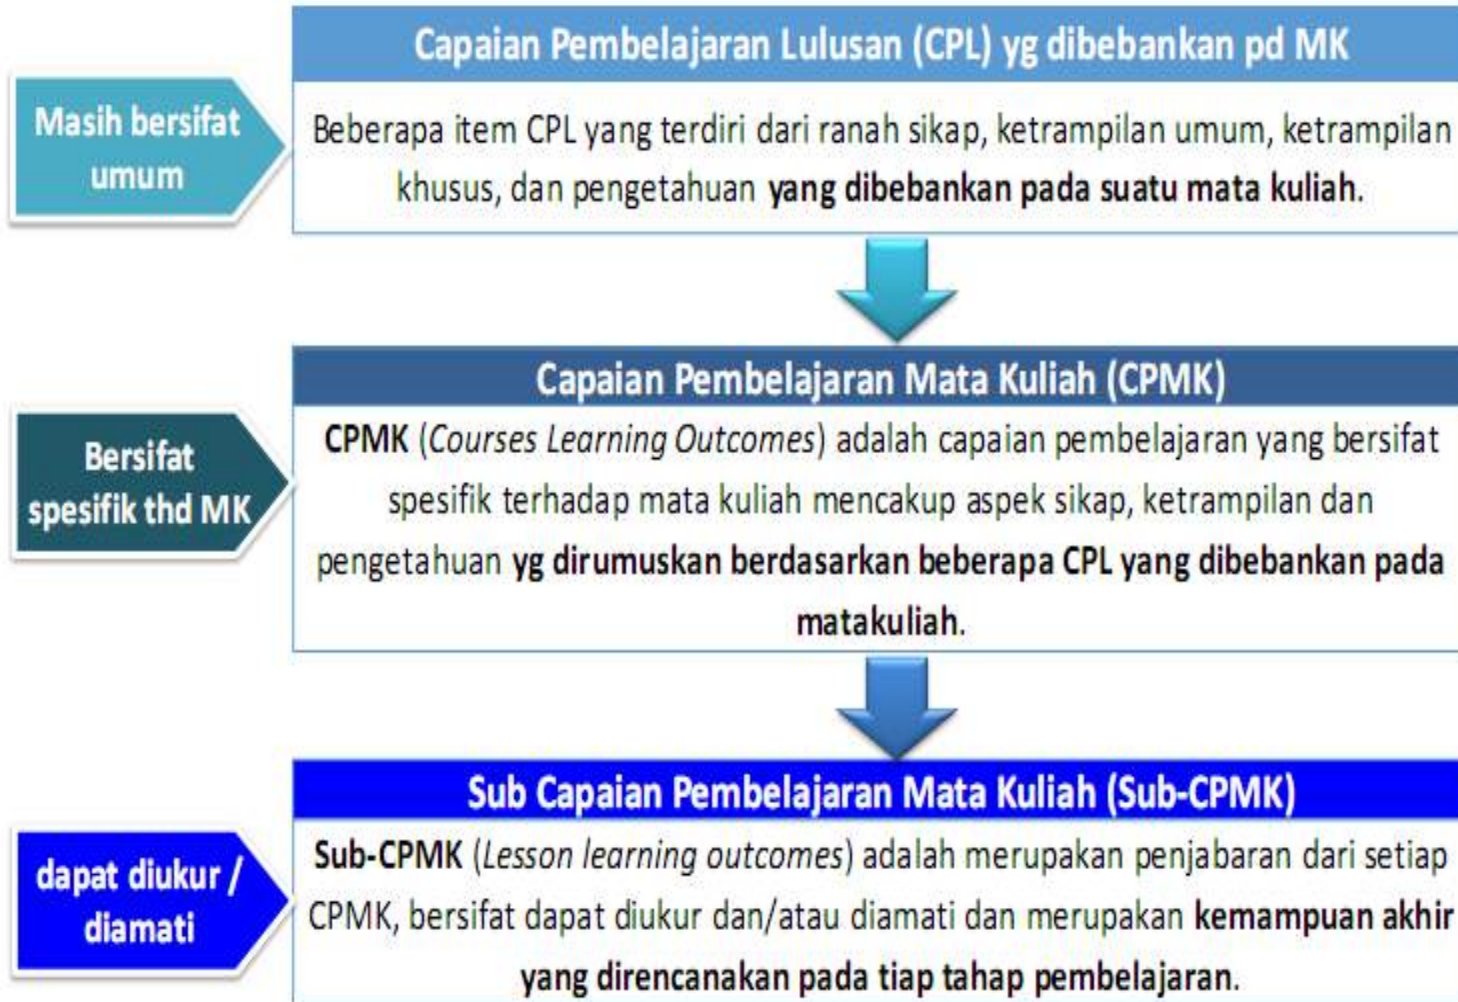 Capaian Pembelajaran Lulusan (CPL) yg dibebankan pd MK
Masih bersifat
umum
Beberapa item CPL yang terdiri dari ranah sikap, ketrampilan umum, ketrampilan
khusus, dan pengetahuan yang dibebankan pada suatu mata kuliah.
Capaian Pembelajaran Mata Kuliah (CPMK)
Bersifat
spesifik thd MK
CPMK (Courses Learning Outcomes) adalah capaian pembelajaran yang bersifat
spesifik terhadap mata kuliah mencakup aspek sikap, ketrampilan dan
pengetahuan yg dirumuskan berdasarkan beberapa CPL yang dibebankan pada
matakuliah.
Sub Capaian Pembelajaran Mata Kuliah (Sub-CPMK)
dapat diukur /
diamati
Sub-CPMK (Lesson learning outcomes) adalah merupakan penjabaran dari setiap
CPMK, bersifat dapat diukur dan/atau diamati dan merupakan kemampuan akhir
yang direncanakan pada tiap tahap pembelajaran.